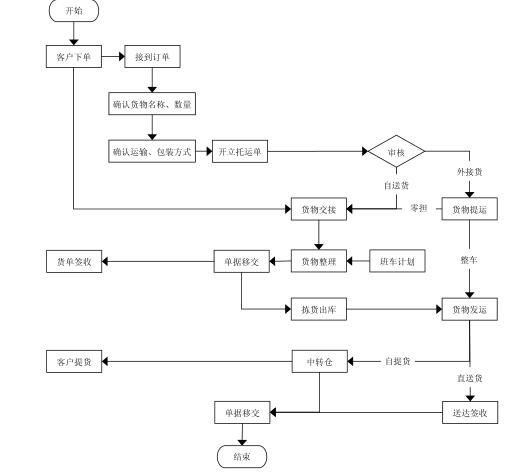 开始
客户下单
接到订单
确认货物名称、数量
确认运输、包装方式
开立托运单
审核
外接货
自送货
货物交接
零担
货物提运
货单签收
单据移交
货物整理
班车计划
整车
拣货出库
货物发运
客户提货
中转仓
自提货
直送货
单据移交
送达签收
结束